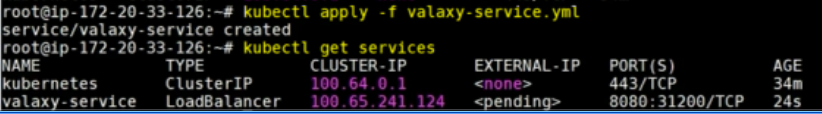 root@ip-172-20-33-126:~# kubectl apply -f valaxy-service.yml
service/valaxy-service created
root@ip-172-20-33-126:~# kubectl get services
NAME TYPE CLUSTER-IP EXTERNAL-IP PORT(S) AGE
kubernetes ClusterIP 100.64.0.1 <none> 443/TCP 34m
valaxy-service LoadBalancer 100.65.241.124 <pending> 8080:31200/TCP 24s